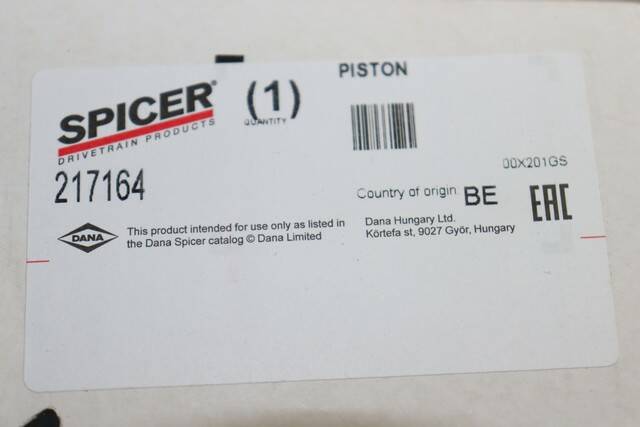 SPICER®
DRIVETRAIN PRODUCTS
(1)
QUANTITY
PISTON
217164
00X201GS
Country of origin BE
EAC
DANA
This product intended for use only as listed in
the Dana Spicer catalog © Dana Limited
Dana Hungary Ltd.
Körtefa st, 9027 Győr, Hungary